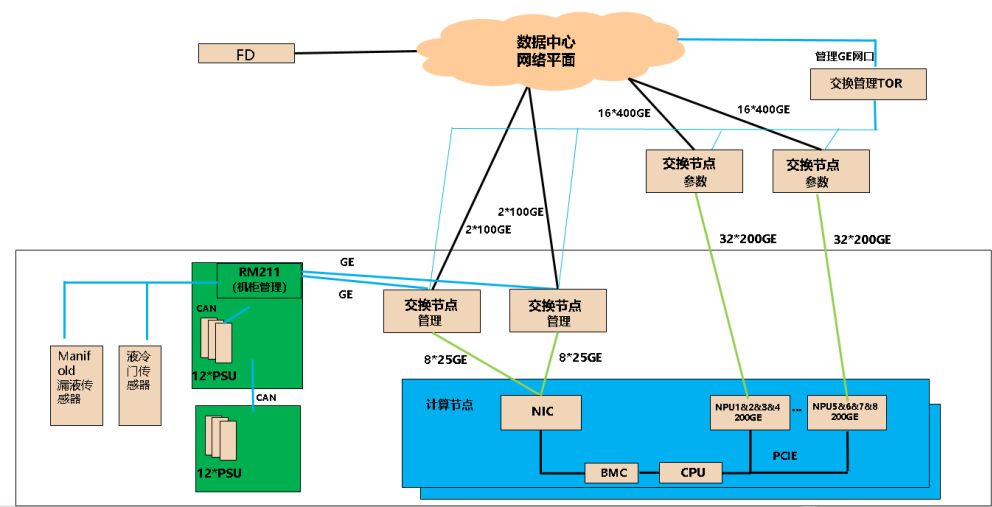 数据中心
网络平面
FD
管理GE网口
交换管理TOR
16*400GE
16*400GE
交换节点
参数
交换节点
参数
2*100GE
2*100GE
32*200GE
32*200GE
GE
GE
RM211
(机柜管理)
CAN
12*PSU
CAN
12*PSU
Manif
old
漏液传
感器
液冷
门传
感器
交换节点
管理
交换节点
管理
8*25GE
8*25GE
计算节点
NIC
NPU1&2&3&4
200GE
...
NPU5&6&7&8
200GE
PCIE
BMC
CPU